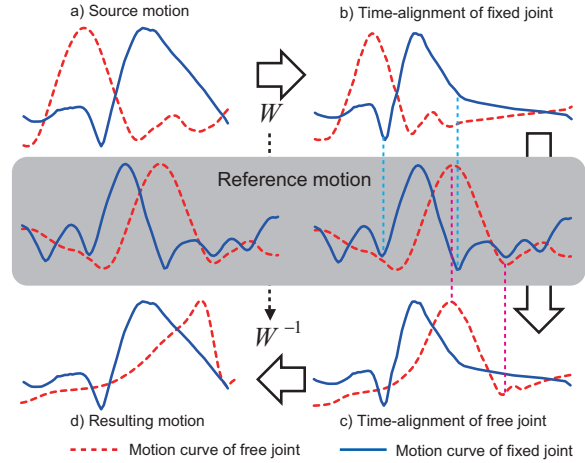 a) Source motion
b) Time-alignment of fixed joint
W
Reference motion
W⁻¹
d) Resulting motion
c) Time-alignment of free joint
Motion curve of free joint
Motion curve of fixed joint